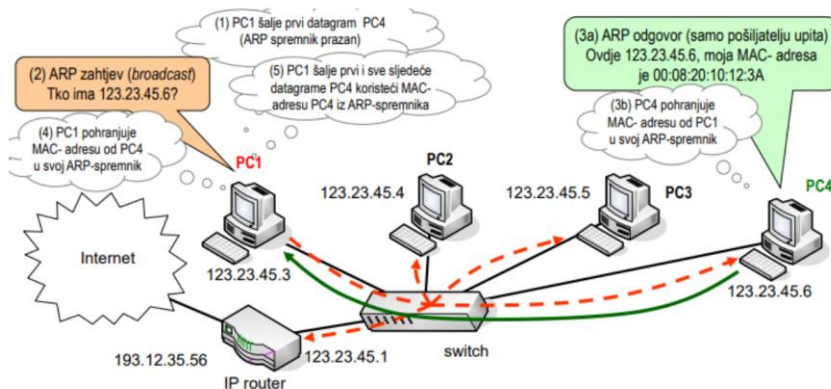 (1) PC1 šalje prvi datagram PC4
(ARP spremnik prazan)
(2) ARP zahtjev (broadcast)
Tko ima 123.23.45.6?
(5) PC1 šalje prvi i sve sljedeće
datagrame PC4 koristeći MAC-
adresu PC4 iz ARP-spremnika
(3a) ARP odgovor (samo pošiljatelju upita)
Ovdje 123.23.45.6, moja MAC- adresa
je 00:08:20:10:12:3A
(4) PC1 pohranjuje
MAC- adresu od PC4
u svoj ARP-spremnik
(3b) PC4 pohranjuje
MAC- adresu od PC1
u svoj ARP-spremnik
PC1
PC2
PC3
PC4
123.23.45.4
123.23.45.5
Internet
123.23.45.3
123.23.45.6
193.12.35.56
123.23.45.1
switch
IP router